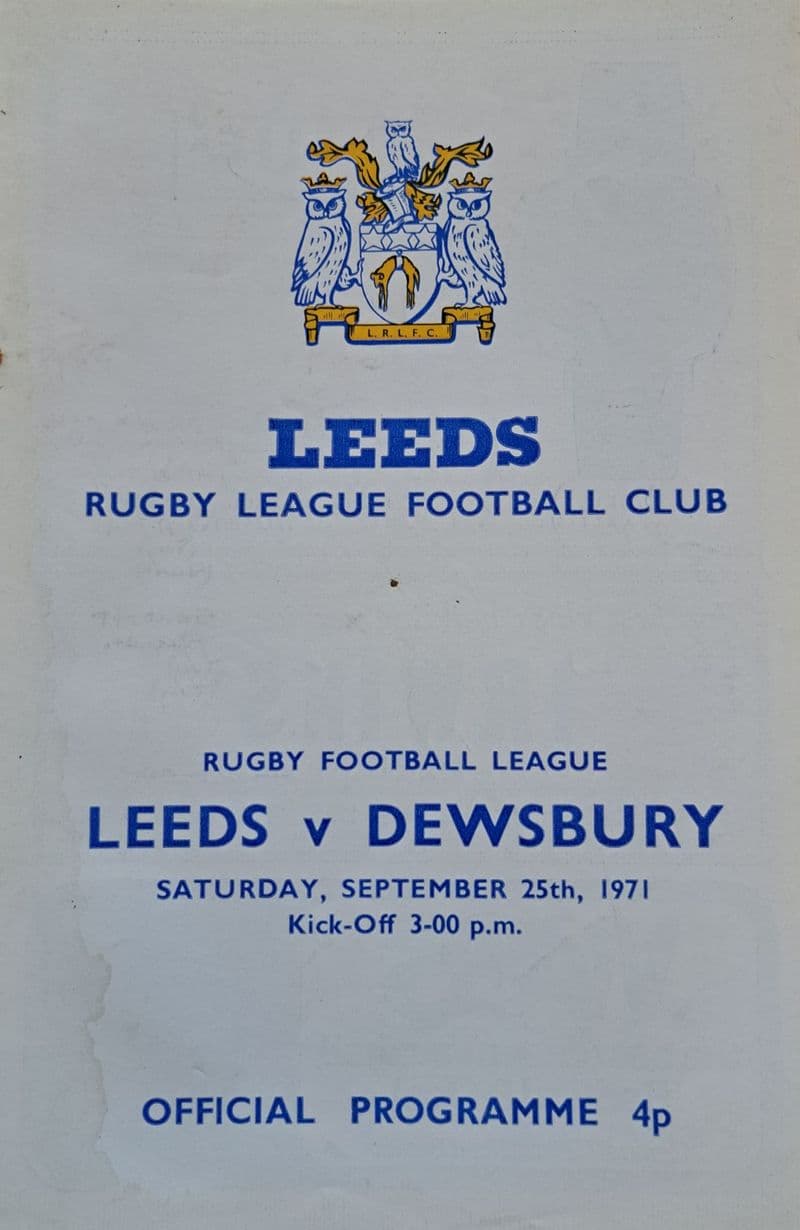 L. R. L. F. C.
LEEDS
RUGBY LEAGUE FOOTBALL CLUB
RUGBY FOOTBALL LEAGUE
LEEDS v DEWSBURY
SATURDAY, SEPTEMBER 25th, 1971
Kick-Off 3-00 p.m.
OFFICIAL PROGRAMME 4p